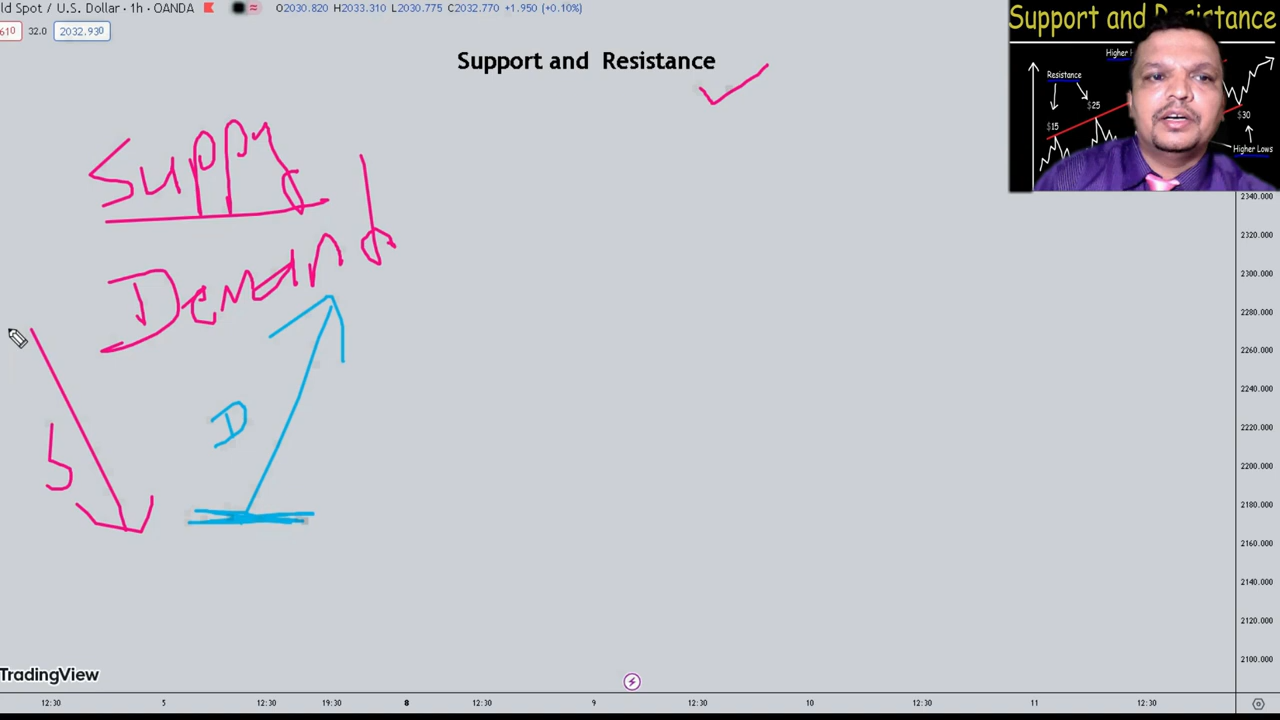 ld Spot / U.S. Dollar · 1h · OANDA O2030.820 H2033.310 L2030.775 C2032.770 +1.950 (+0.10%)
610 32.0 2032.930
Support and Resistance
Suppy
Demand
D
S
Support and Resistance
Higher
Resistance
$25
$15
$30
Higher Lows
2340.000
2320.000
2300.000
2280.000
2260.000
2240.000
2220.000
2200.000
2180.000
2160.000
2140.000
2120.000
2100.000
TradingView
12:30 5 12:30 19:30 8 12:30 9 12:30 10 12:30 11 12:30